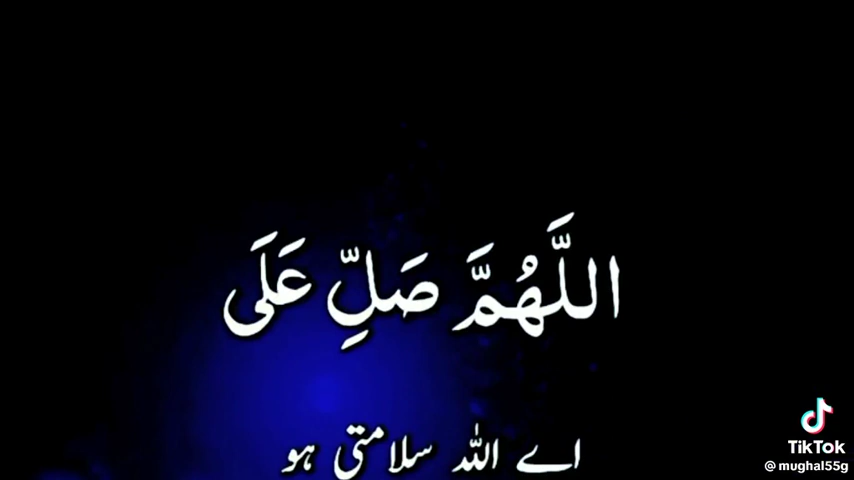 اللَّهُمَّ صَلِّ عَلَى
اے اللہ سلامتی ہو
TikTok
@mughal55g